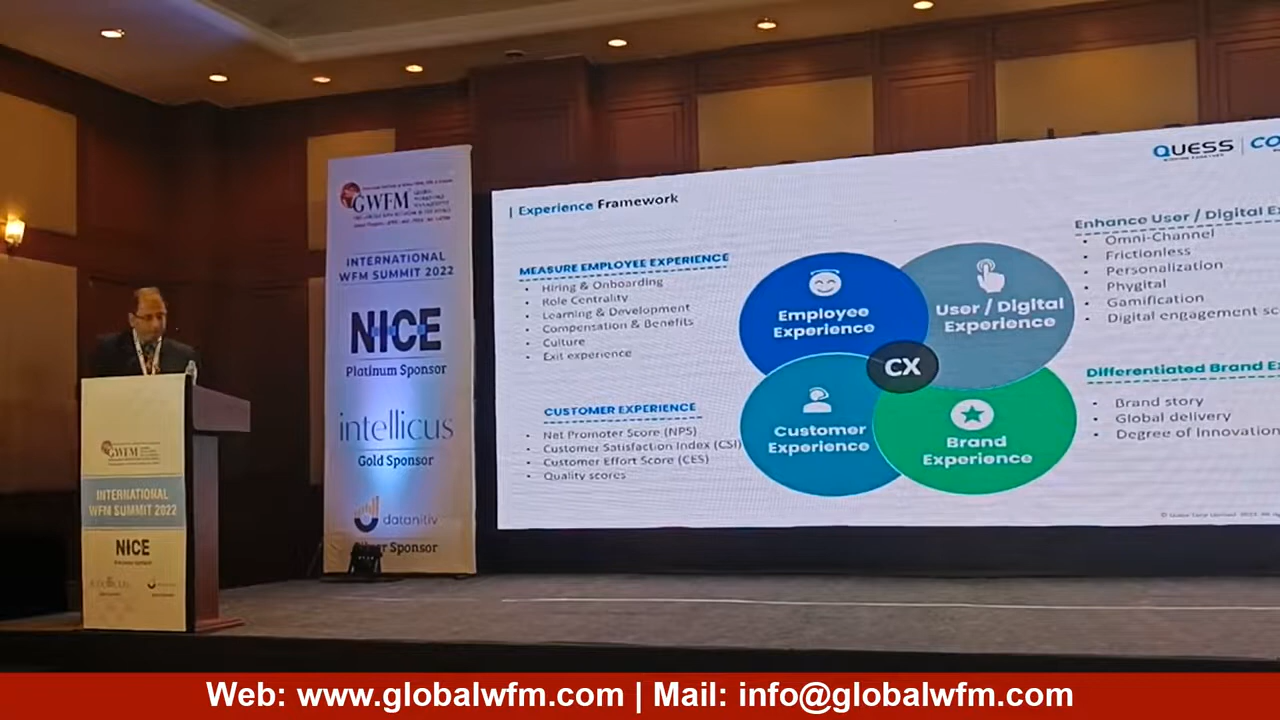 GWFM
INTERNATIONAL
WFM SUMMIT 2022
NICE
Platinum Sponsor
intellicus
Gold Sponsor
datanitiv
Silver Sponsor
GWFM
INTERNATIONAL
WFM SUMMIT 2022
NICE
| Experience Framework
QUESS | CO
MEASURE EMPLOYEE EXPERIENCE
• Hiring & Onboarding
• Role Centrality
• Learning & Development
• Compensation & Benefits
• Culture
• Exit experience
CUSTOMER EXPERIENCE
• Net Promoter Score (NPS)
• Customer Satisfaction Index (CSI)
• Customer Effort Score (CES)
• Quality scores
Employee
Experience
User / Digital
Experience
CX
Customer
Experience
Brand
Experience
Enhance User / Digital Ex
• Omni-Channel
• Frictionless
• Personalization
• Phygital
• Gamification
• Digital engagement sc
Differentiated Brand Ex
• Brand story
• Global delivery
• Degree of Innovation
Web: www.globalwfm.com | Mail: info@globalwfm.com